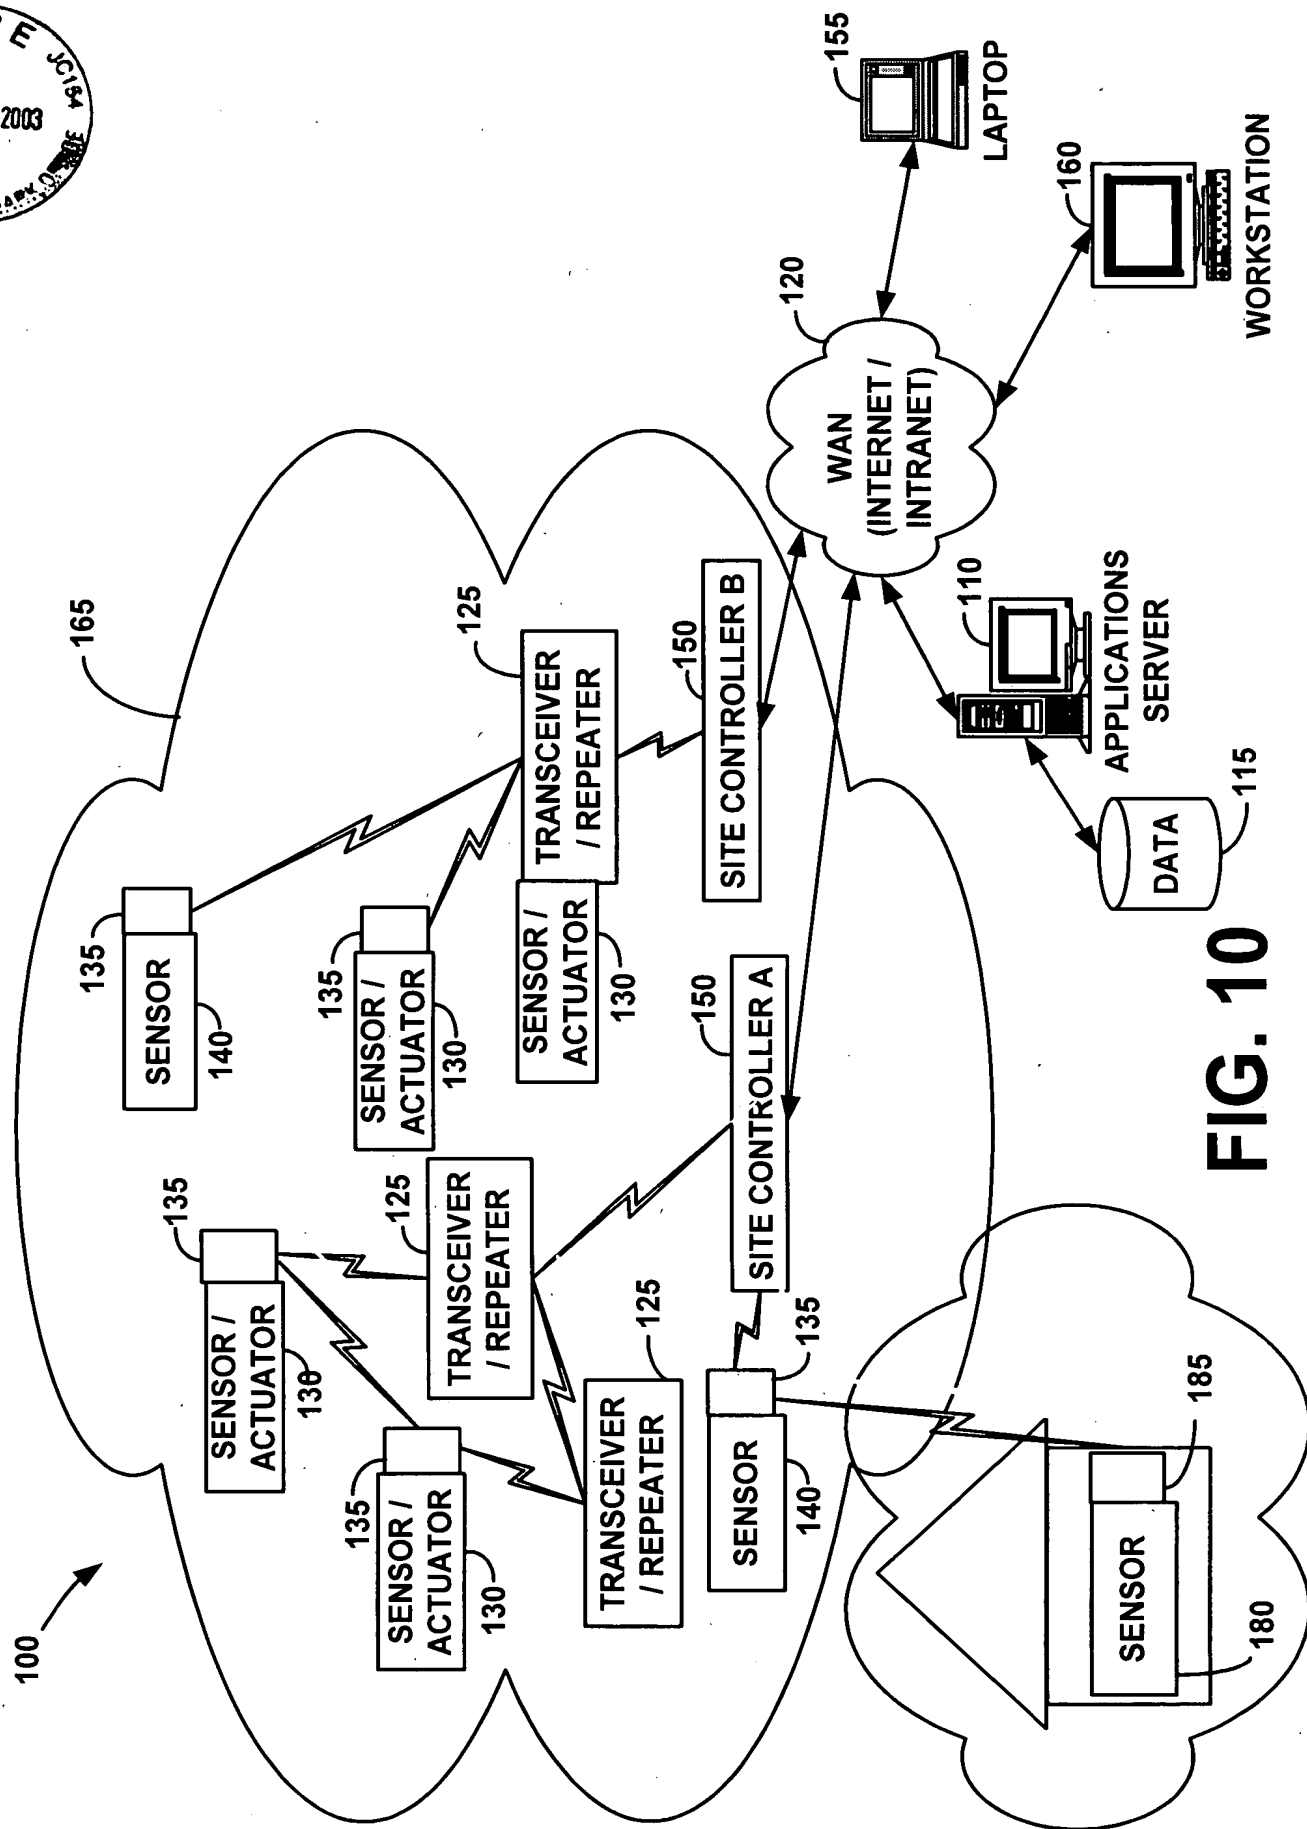 E
JC164
2003
100
165
135
SENSOR
140
135
SENSOR /
ACTUATOR
130
135
SENSOR /
ACTUATOR
130
135
SENSOR /
ACTUATOR
130
125
TRANSCEIVER
/ REPEATER
125
TRANSCEIVER
/ REPEATER
SENSOR /
ACTUATOR
130
125
TRANSCEIVER
/ REPEATER
135
SENSOR
140
150
SITE CONTROLLER A
150
SITE CONTROLLER B
120
WAN
(INTERNET /
INTRANET)
155
LAPTOP
160
WORKSTATION
110
APPLICATIONS
SERVER
DATA
115
185
SENSOR
180
FIG. 10